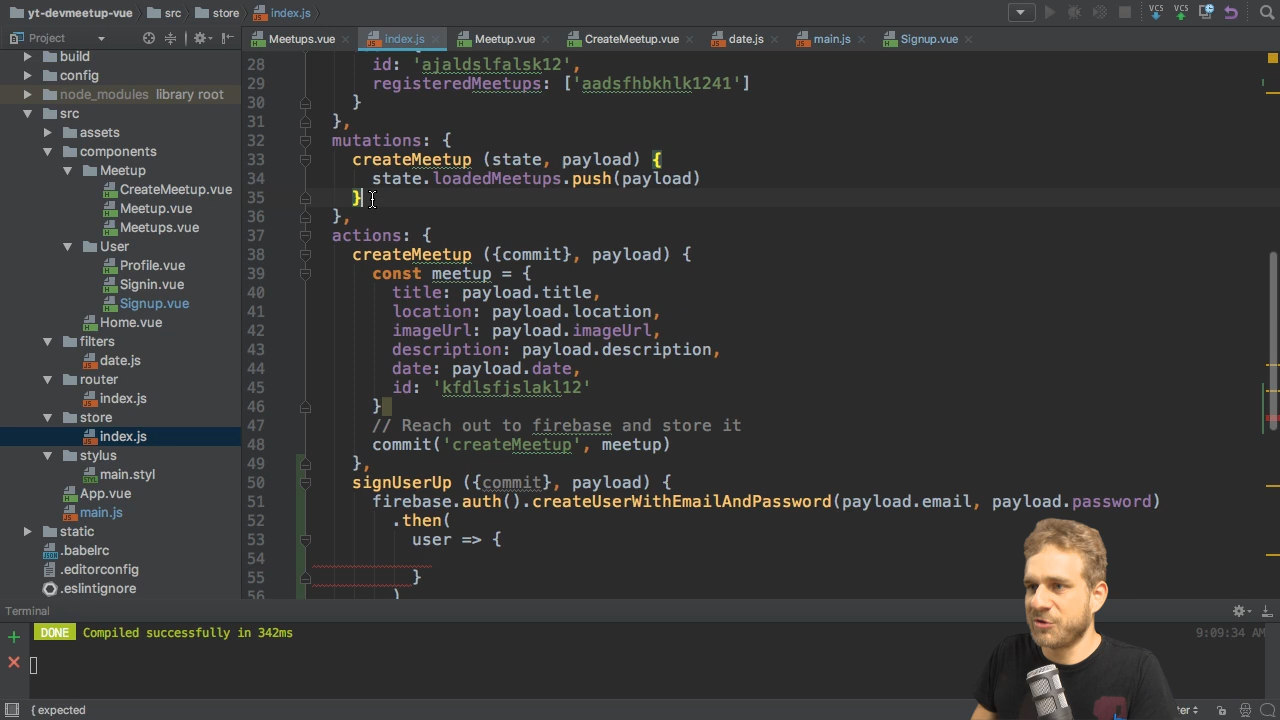 yt-devmeetup-vue src store index.js
VCS VCS
Project
Meetups.vue index.js Meetup.vue CreateMeetup.vue date.js main.js Signup.vue
build
config
node_modules library root
src
assets
components
Meetup
CreateMeetup.vue
Meetup.vue
Meetups.vue
User
Profile.vue
Signin.vue
Signup.vue
Home.vue
filters
date.js
router
index.js
store
index.js
stylus
main.styl
App.vue
main.js
static
.babelrc
.editorconfig
.eslintignore
28 id: 'ajaldslfalsk12',
29 registeredMeetups: ['aadsfhbkhlk1241']
30 }
31 },
32 mutations: {
33 createMeetup (state, payload) {
34 state.loadedMeetups.push(payload)
35 }
36 },
37 actions: {
38 createMeetup ({commit}, payload) {
39 const meetup = {
40 title: payload.title,
41 location: payload.location,
42 imageUrl: payload.imageUrl,
43 description: payload.description,
44 date: payload.date,
45 id: 'kfdlsfjslakl12'
46 }
47 // Reach out to firebase and store it
48 commit('createMeetup', meetup)
49 },
50 signUserUp ({commit}, payload) {
51 firebase.auth().createUserWithEmailAndPassword(payload.email, payload.password)
52 .then(
53 user => {
54
55 }
56 )
Terminal
DONE Compiled successfully in 342ms 9:09:34 AM
{ expected